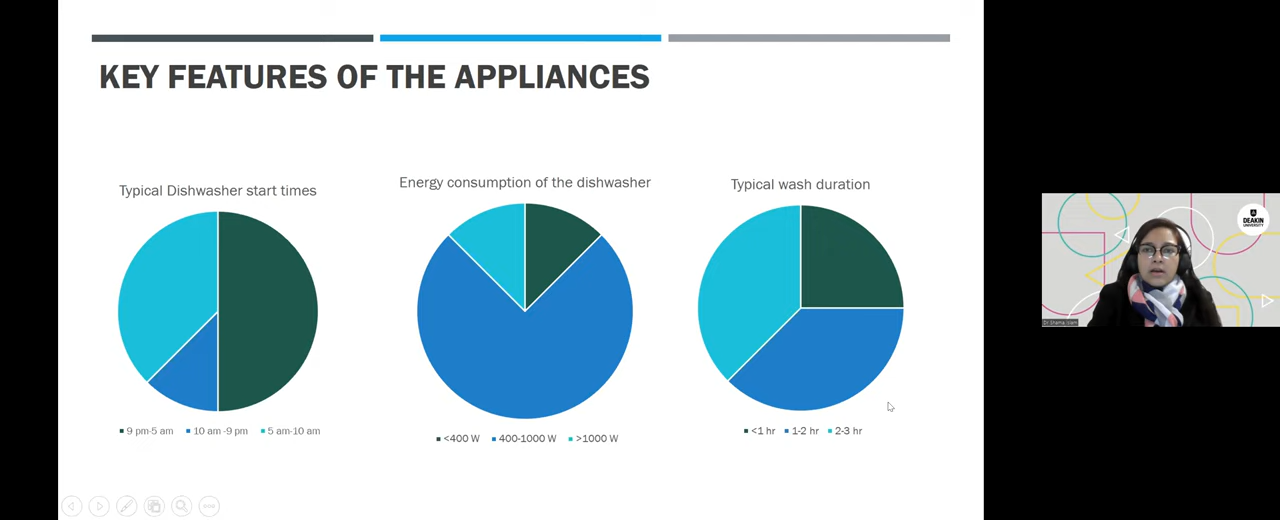 KEY FEATURES OF THE APPLIANCES
Typical Dishwasher start times
9 pm-5 am 10 am -9 pm 5 am-10 am
Energy consumption of the dishwasher
<400 W 400-1000 W >1000 W
Typical wash duration
<1 hr 1-2 hr 2-3 hr
DEAKIN
UNIVERSITY